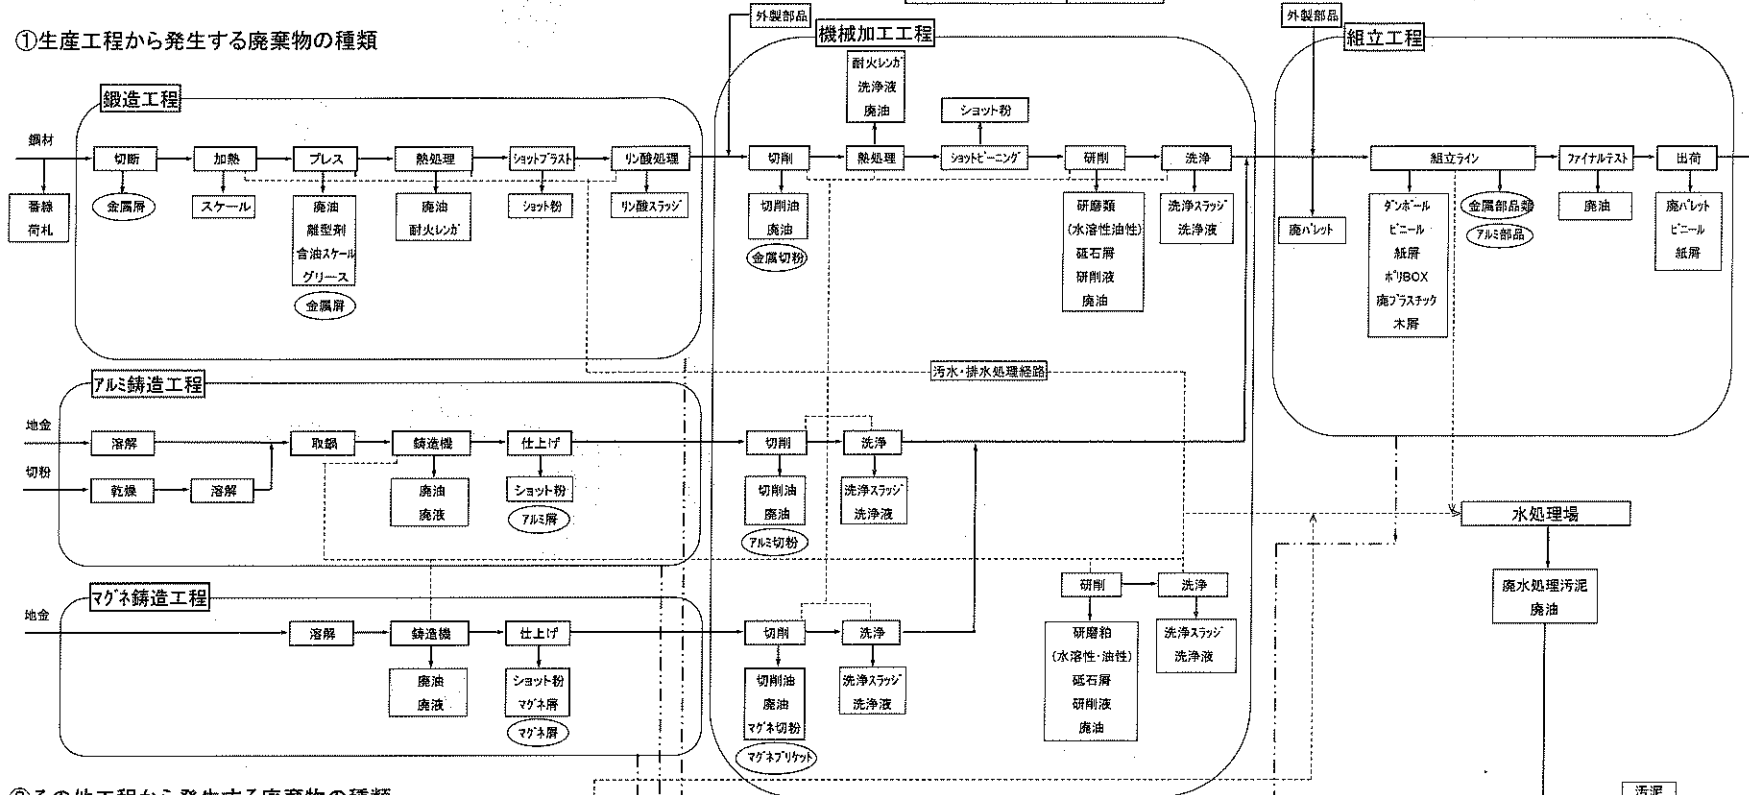 ①生産工程から発生する廃棄物の種類
外製部品
機械加工工程
外製部品
組立工程
鍛造工程
鋼材
切断
加熱
プレス
熱処理
ショットブラスト
リン酸処理
番線
荷札
金属屑
スケール
廃油
離型剤
含油スケール
グリース
金属屑
廃油
耐火レンガ
ショット粉
リン酸スラッジ
耐火レンガ
洗浄液
廃油
ショット粉
切削
熱処理
ショットピーニング
研削
洗浄
切削油
廃油
金属切粉
研磨類
(水溶性油性)
砥石屑
研削液
廃油
洗浄スラッジ
洗浄液
廃パレット
組立ライン
ファイナルテスト
出荷
ダンボール
ビニール
紙屑
ポリBOX
廃プラスチック
木屑
金属部品類
アルミ部品
廃油
廃パレット
ビニール
紙屑
汚水・排水処理経路
アルミ鋳造工程
地金
溶解
取鍋
鋳造機
仕上げ
切粉
乾燥
溶解
廃油
廃液
ショット粉
アルミ屑
切削
洗浄
切削油
廃油
アルミ切粉
洗浄スラッジ
洗浄液
水処理場
廃水処理汚泥
廃油
マグネ鋳造工程
地金
溶解
鋳造機
仕上げ
廃油
廃液
ショット粉
マグネ屑
マグネ屑
切削
洗浄
切削油
廃油
マグネ切粉
マグネブリケット
洗浄スラッジ
洗浄液
研削
洗浄
研磨粕
(水溶性・油性)
砥石屑
研削液
廃油
洗浄スラッジ
洗浄液
②その他工程から発生する廃棄物の種類
汚泥